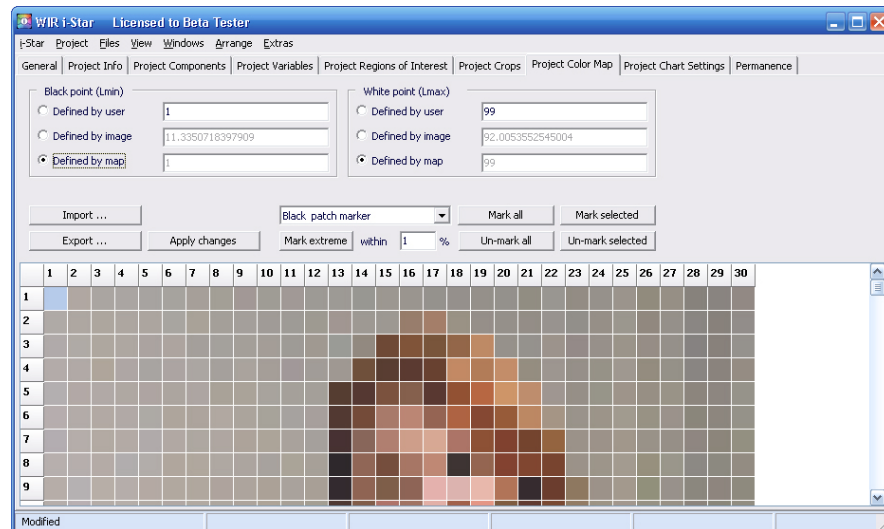 WIR i-Star Licensed to Beta Tester
i-Star Project Files View Windows Arrange Extras
General Project Info Project Components Project Variables Project Regions of Interest Project Crops Project Color Map Project Chart Settings Permanence
Black point (Lmin)
Defined by user 1
Defined by image 11.3350718397909
Defined by map 1
White point (Lmax)
Defined by user 99
Defined by image 92.0053552545004
Defined by map 99
Import ... Black patch marker Mark all Mark selected
Export ... Apply changes Mark extreme within 1 % Un-mark all Un-mark selected
1 2 3 4 5 6 7 8 9 10 11 12 13 14 15 16 17 18 19 20 21 22 23 24 25 26 27 28 29 30
1
2
3
4
5
6
7
8
9
Modified